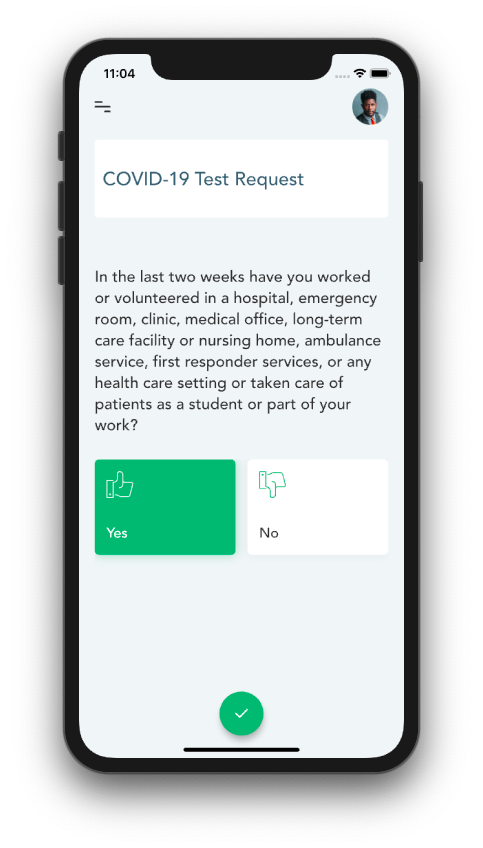 11:04
COVID-19 Test Request
In the last two weeks have you worked
or volunteered in a hospital, emergency
room, clinic, medical office, long-term
care facility or nursing home, ambulance
service, first responder services, or any
health care setting or taken care of
patients as a student or part of your
work?
Yes
No